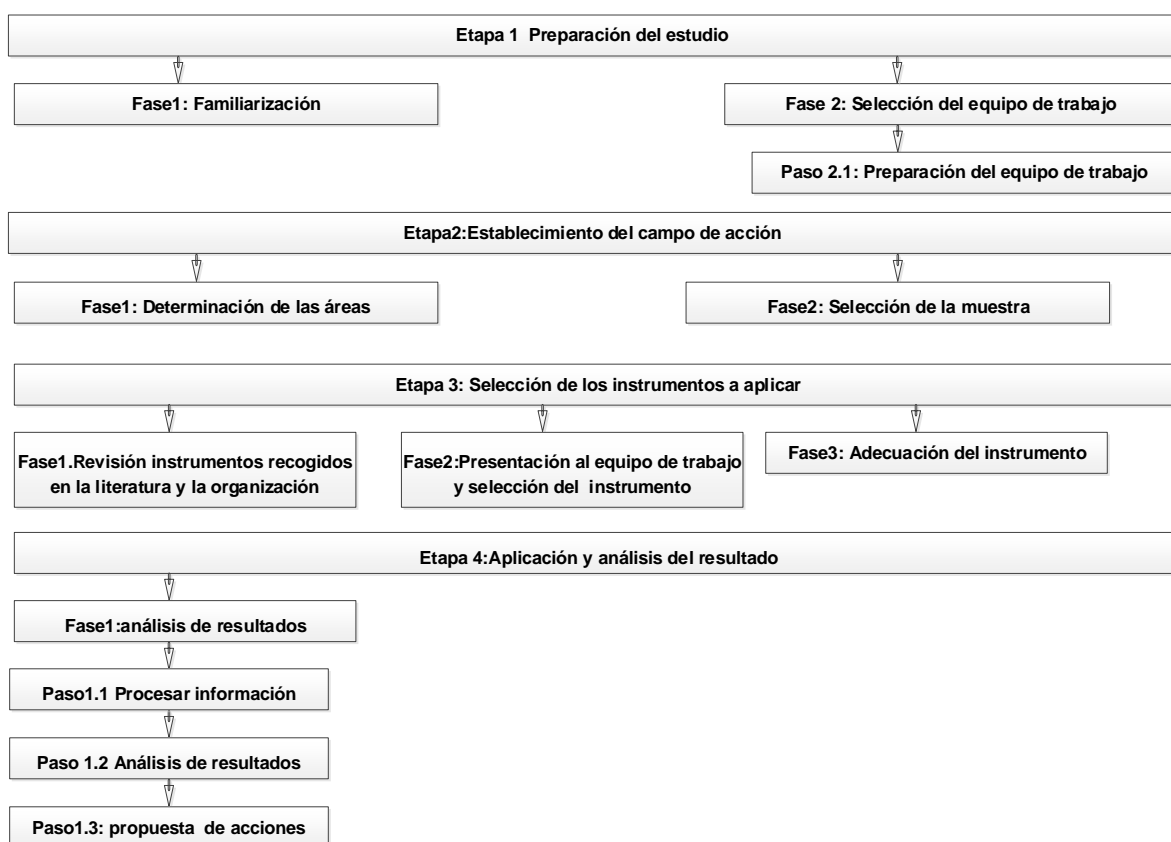 Etapa 1 Preparación del estudio
Fase1: Familiarización
Fase 2: Selección del equipo de trabajo
Paso 2.1: Preparación del equipo de trabajo
Etapa2:Establecimiento del campo de acción
Fase1: Determinación de las áreas
Fase2: Selección de la muestra
Etapa 3: Selección de los instrumentos a aplicar
Fase1.Revisión instrumentos recogidos
en la literatura y la organización
Fase2:Presentación al equipo de trabajo
y selección del instrumento
Fase3: Adecuación del instrumento
Etapa 4:Aplicación y análisis del resultado
Fase1:análisis de resultados
Paso1.1 Procesar información
Paso 1.2 Análisis de resultados
Paso1.3: propuesta de acciones